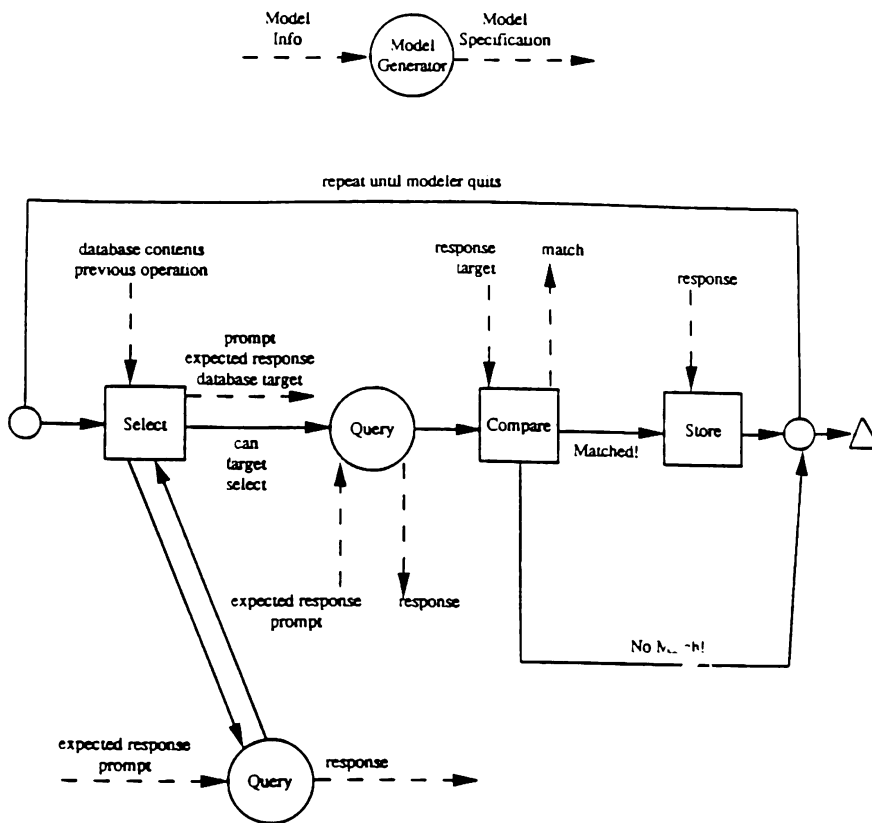 Model
Info
Model
Generator
Model
Specification
repeat until modeler quits
database contents
previous operation
response
target
match
response
prompt
expected response
database target
Select
can
target
select
Query
Compare
Matched!
Store
expected response
prompt
response
No
expected response
prompt
Query
response